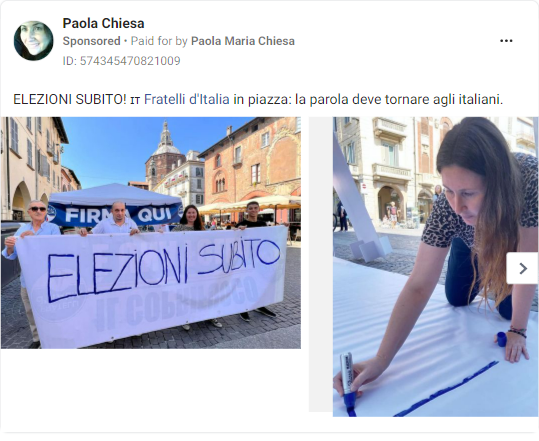 Paola Chiesa
Sponsored • Paid for by Paola Maria Chiesa
ID: 574345470821009
ELEZIONI SUBITO! IT Fratelli d'Italia in piazza: la parola deve tornare agli italiani.
FIRMA QUI
ELEZIONI SUBITO